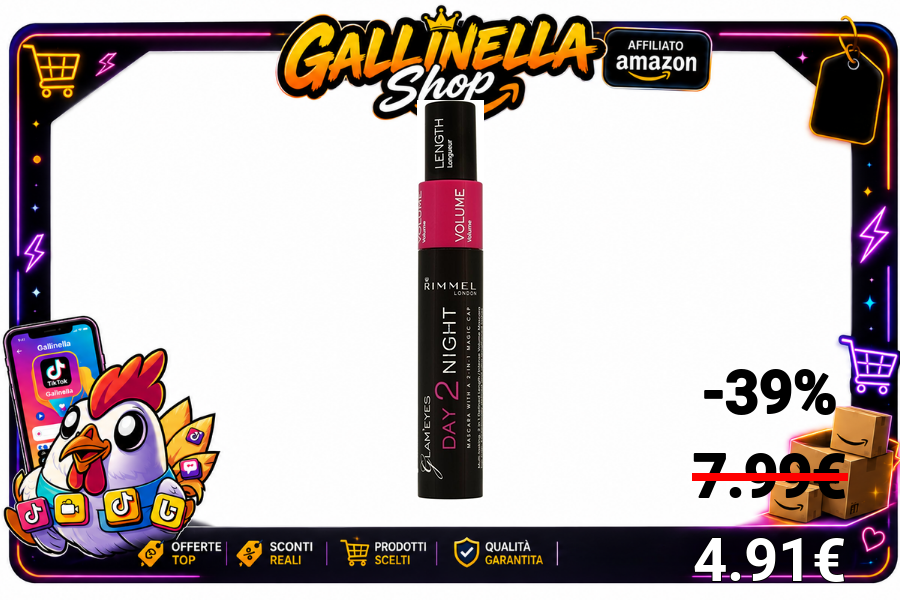 GALLINELLA
Shop
AFFILIATO
amazon
LENGTH
Longueur
VOLUME
Volume
VOLUME
Volume
RIMMEL
LONDON
GLAM'EYES
DAY 2 NIGHT
MASCARA WITH A 2-IN-1 MAGIC CAP
Gallinella
TikTok
Gallinella
-39%
7.99€
4.91€
OFFERTE
TOP
SCONTI
REALI
PRODOTTI
SCELTI
QUALITÀ
GARANTITA